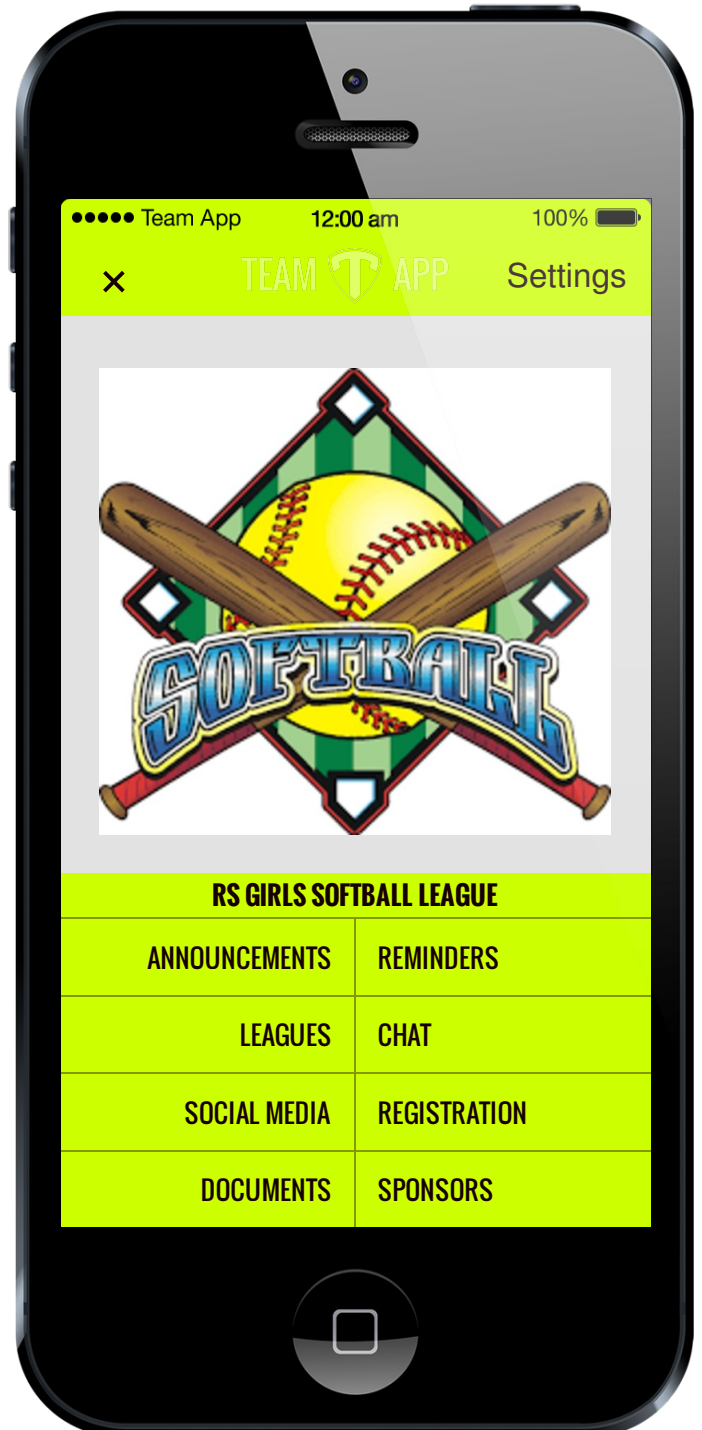 Team App 12:00 am 100%
× TEAM T APP Settings
SOFTBALL
RS GIRLS SOFTBALL LEAGUE
ANNOUNCEMENTS REMINDERS
LEAGUES CHAT
SOCIAL MEDIA REGISTRATION
DOCUMENTS SPONSORS